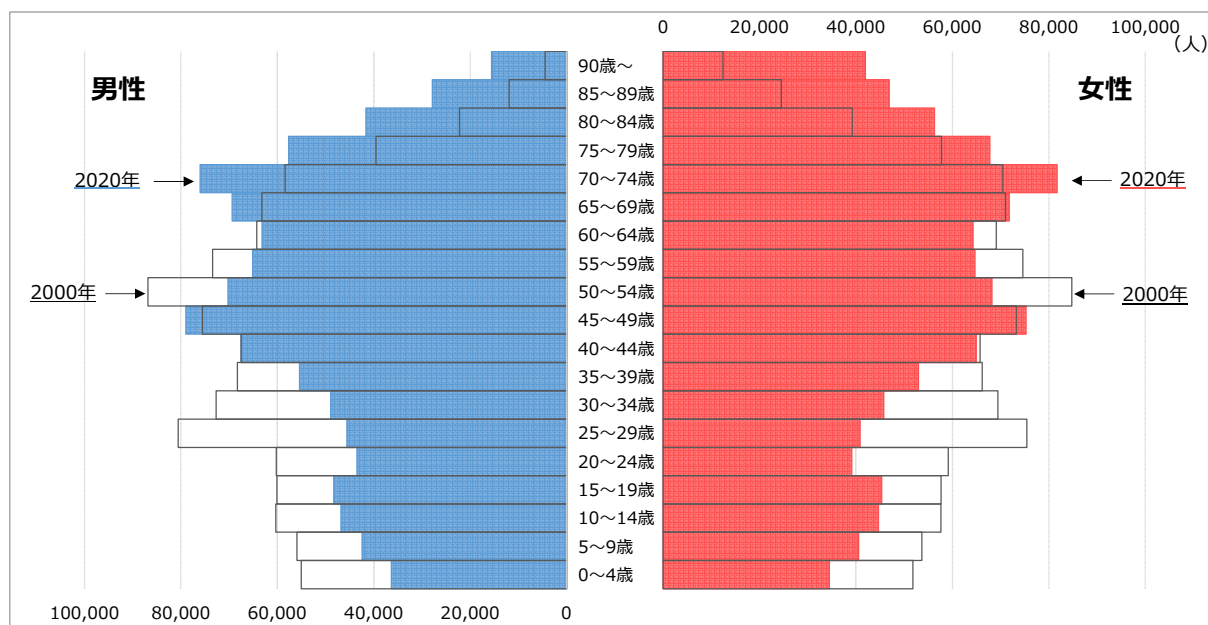 0 20,000 40,000 60,000 80,000 100,000
(人)
男性
女性
90歳～
85～89歳
80～84歳
75～79歳
2020年 70～74歳 2020年
65～69歳
60～64歳
55～59歳
2000年 50～54歳 2000年
45～49歳
40～44歳
35～39歳
30～34歳
25～29歳
20～24歳
15～19歳
10～14歳
5～9歳
0～4歳
100,000 80,000 60,000 40,000 20,000 0